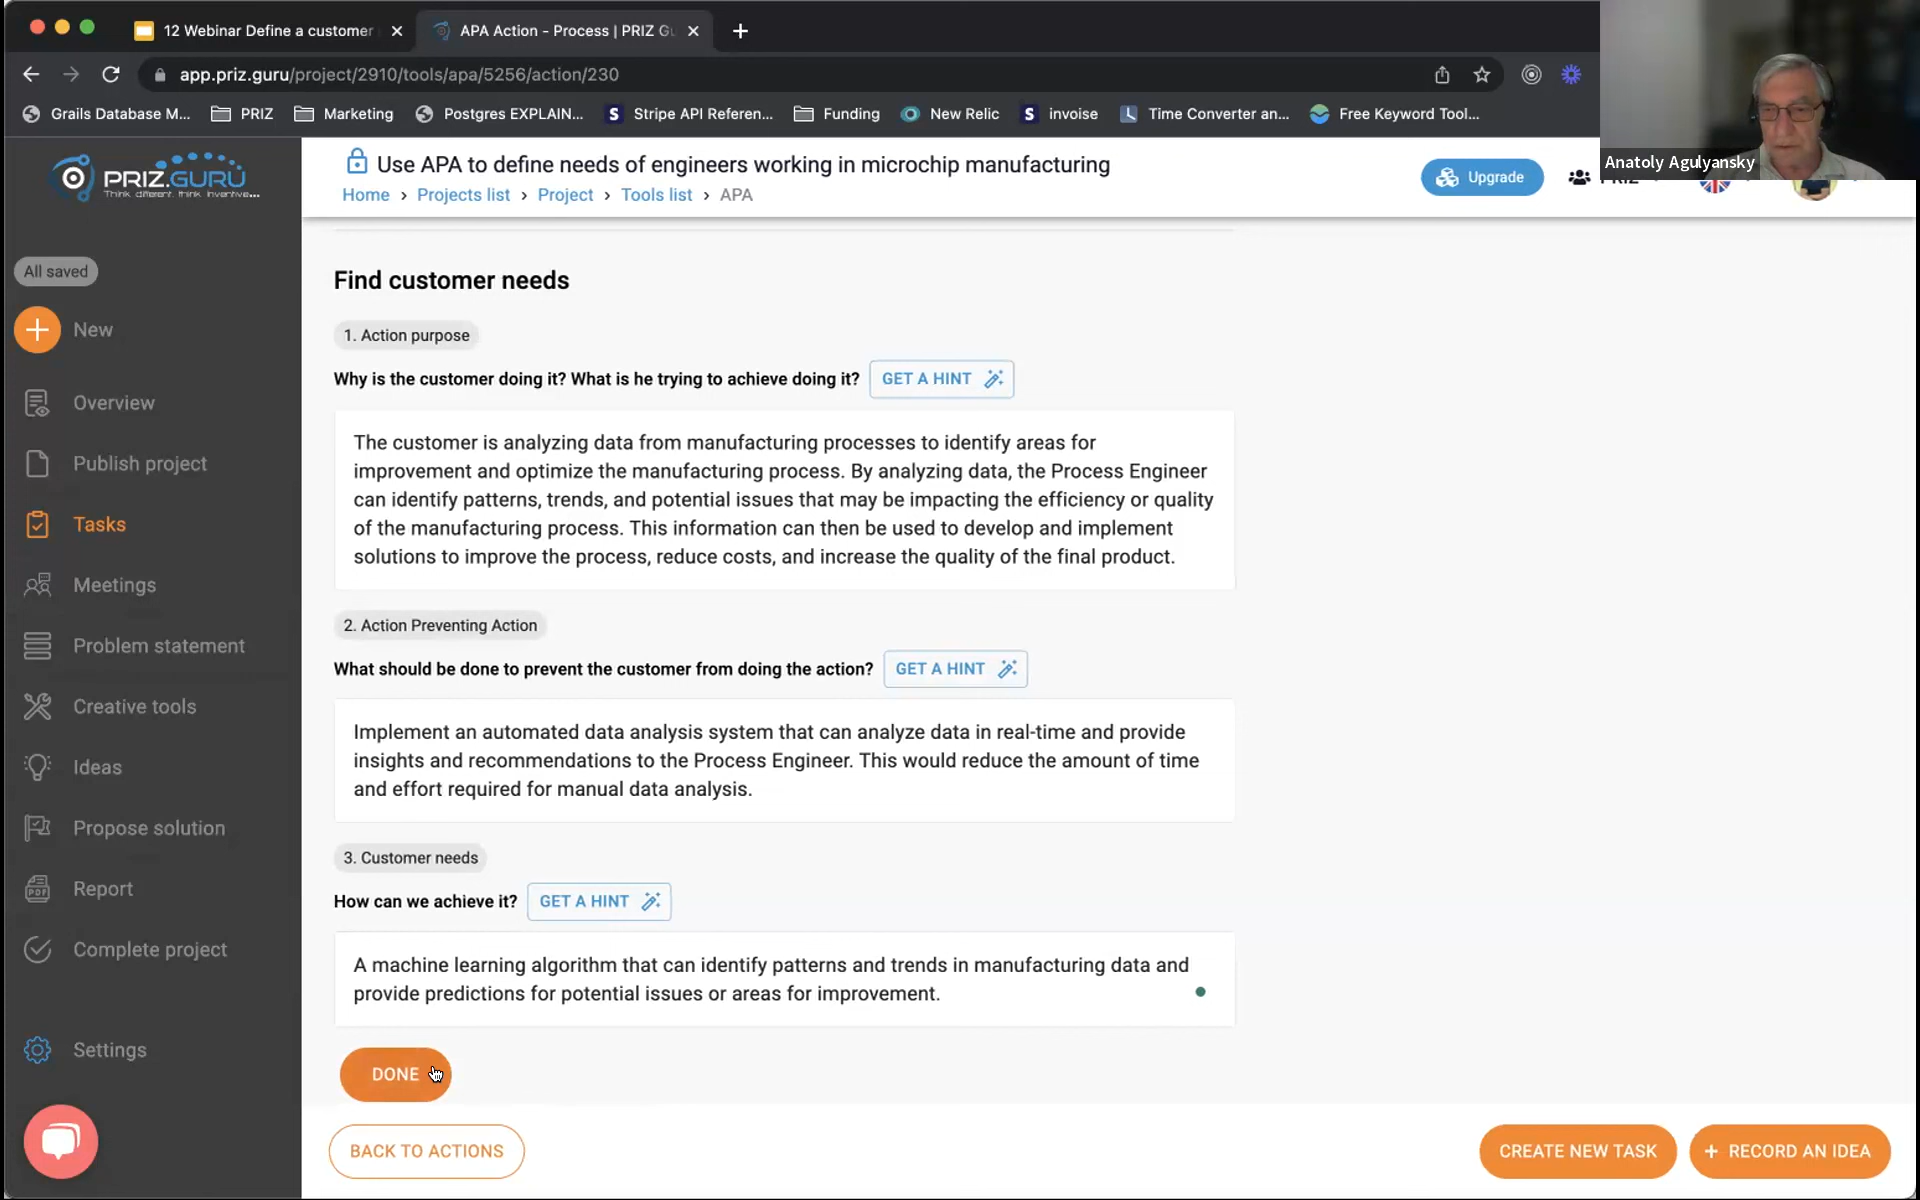 12 Webinar Define a customer
APA Action - Process | PRIZ Gu
app.priz.guru/project/2910/tools/apa/5256/action/230
Grails Database M...
PRIZ
Marketing
Postgres EXPLAIN...
S
Stripe API Referen...
Funding
New Relic
S
invoise
Time Converter an...
Free Keyword Tool...
Anatoly Agulyansky
PRIZ.GURU
Think different, think inventive...
Use APA to define needs of engineers working in microchip manufacturing
Home › Projects list › Project › Tools list › APA
Upgrade
PRIZ
All saved
New
Overview
Publish project
Tasks
Meetings
Problem statement
Creative tools
Ideas
Propose solution
Report
Complete project
Settings
Find customer needs
1. Action purpose
Why is the customer doing it? What is he trying to achieve doing it?
GET A HINT
The customer is analyzing data from manufacturing processes to identify areas for
improvement and optimize the manufacturing process. By analyzing data, the Process Engineer
can identify patterns, trends, and potential issues that may be impacting the efficiency or quality
of the manufacturing process. This information can then be used to develop and implement
solutions to improve the process, reduce costs, and increase the quality of the final product.
2. Action Preventing Action
What should be done to prevent the customer from doing the action?
GET A HINT
Implement an automated data analysis system that can analyze data in real-time and provide
insights and recommendations to the Process Engineer. This would reduce the amount of time
and effort required for manual data analysis.
3. Customer needs
How can we achieve it?
GET A HINT
A machine learning algorithm that can identify patterns and trends in manufacturing data and
provide predictions for potential issues or areas for improvement.
DONE
BACK TO ACTIONS
CREATE NEW TASK
+ RECORD AN IDEA